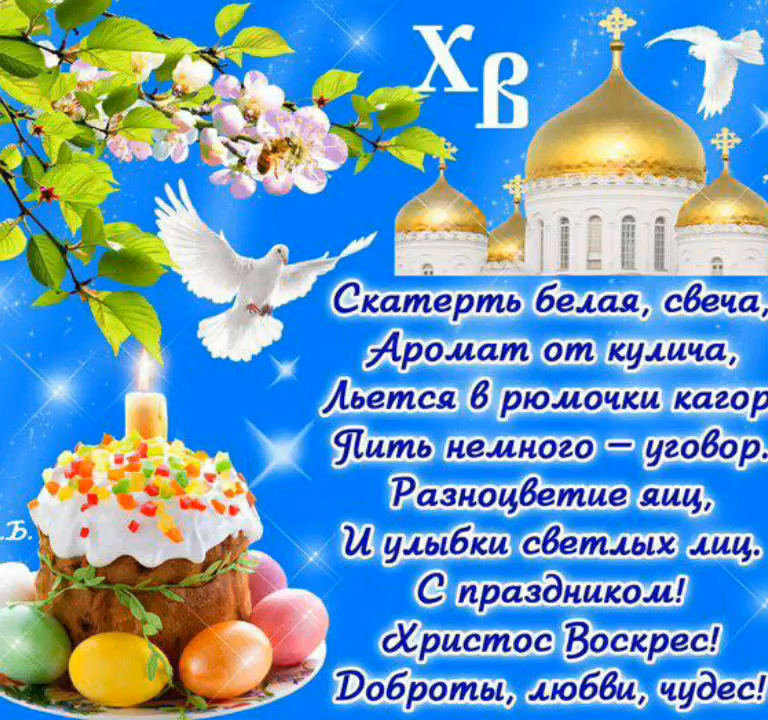 ХВ
Скатерть белая, свеча,
Аромат от кулича,
Льется в рюмочки кагор
Пить немного – уговор.
Разноцветие яиц,
И улыбки светлых лиц.
С праздником!
Христос Воскрес!
Доброты, любви, чудес!
.Б.